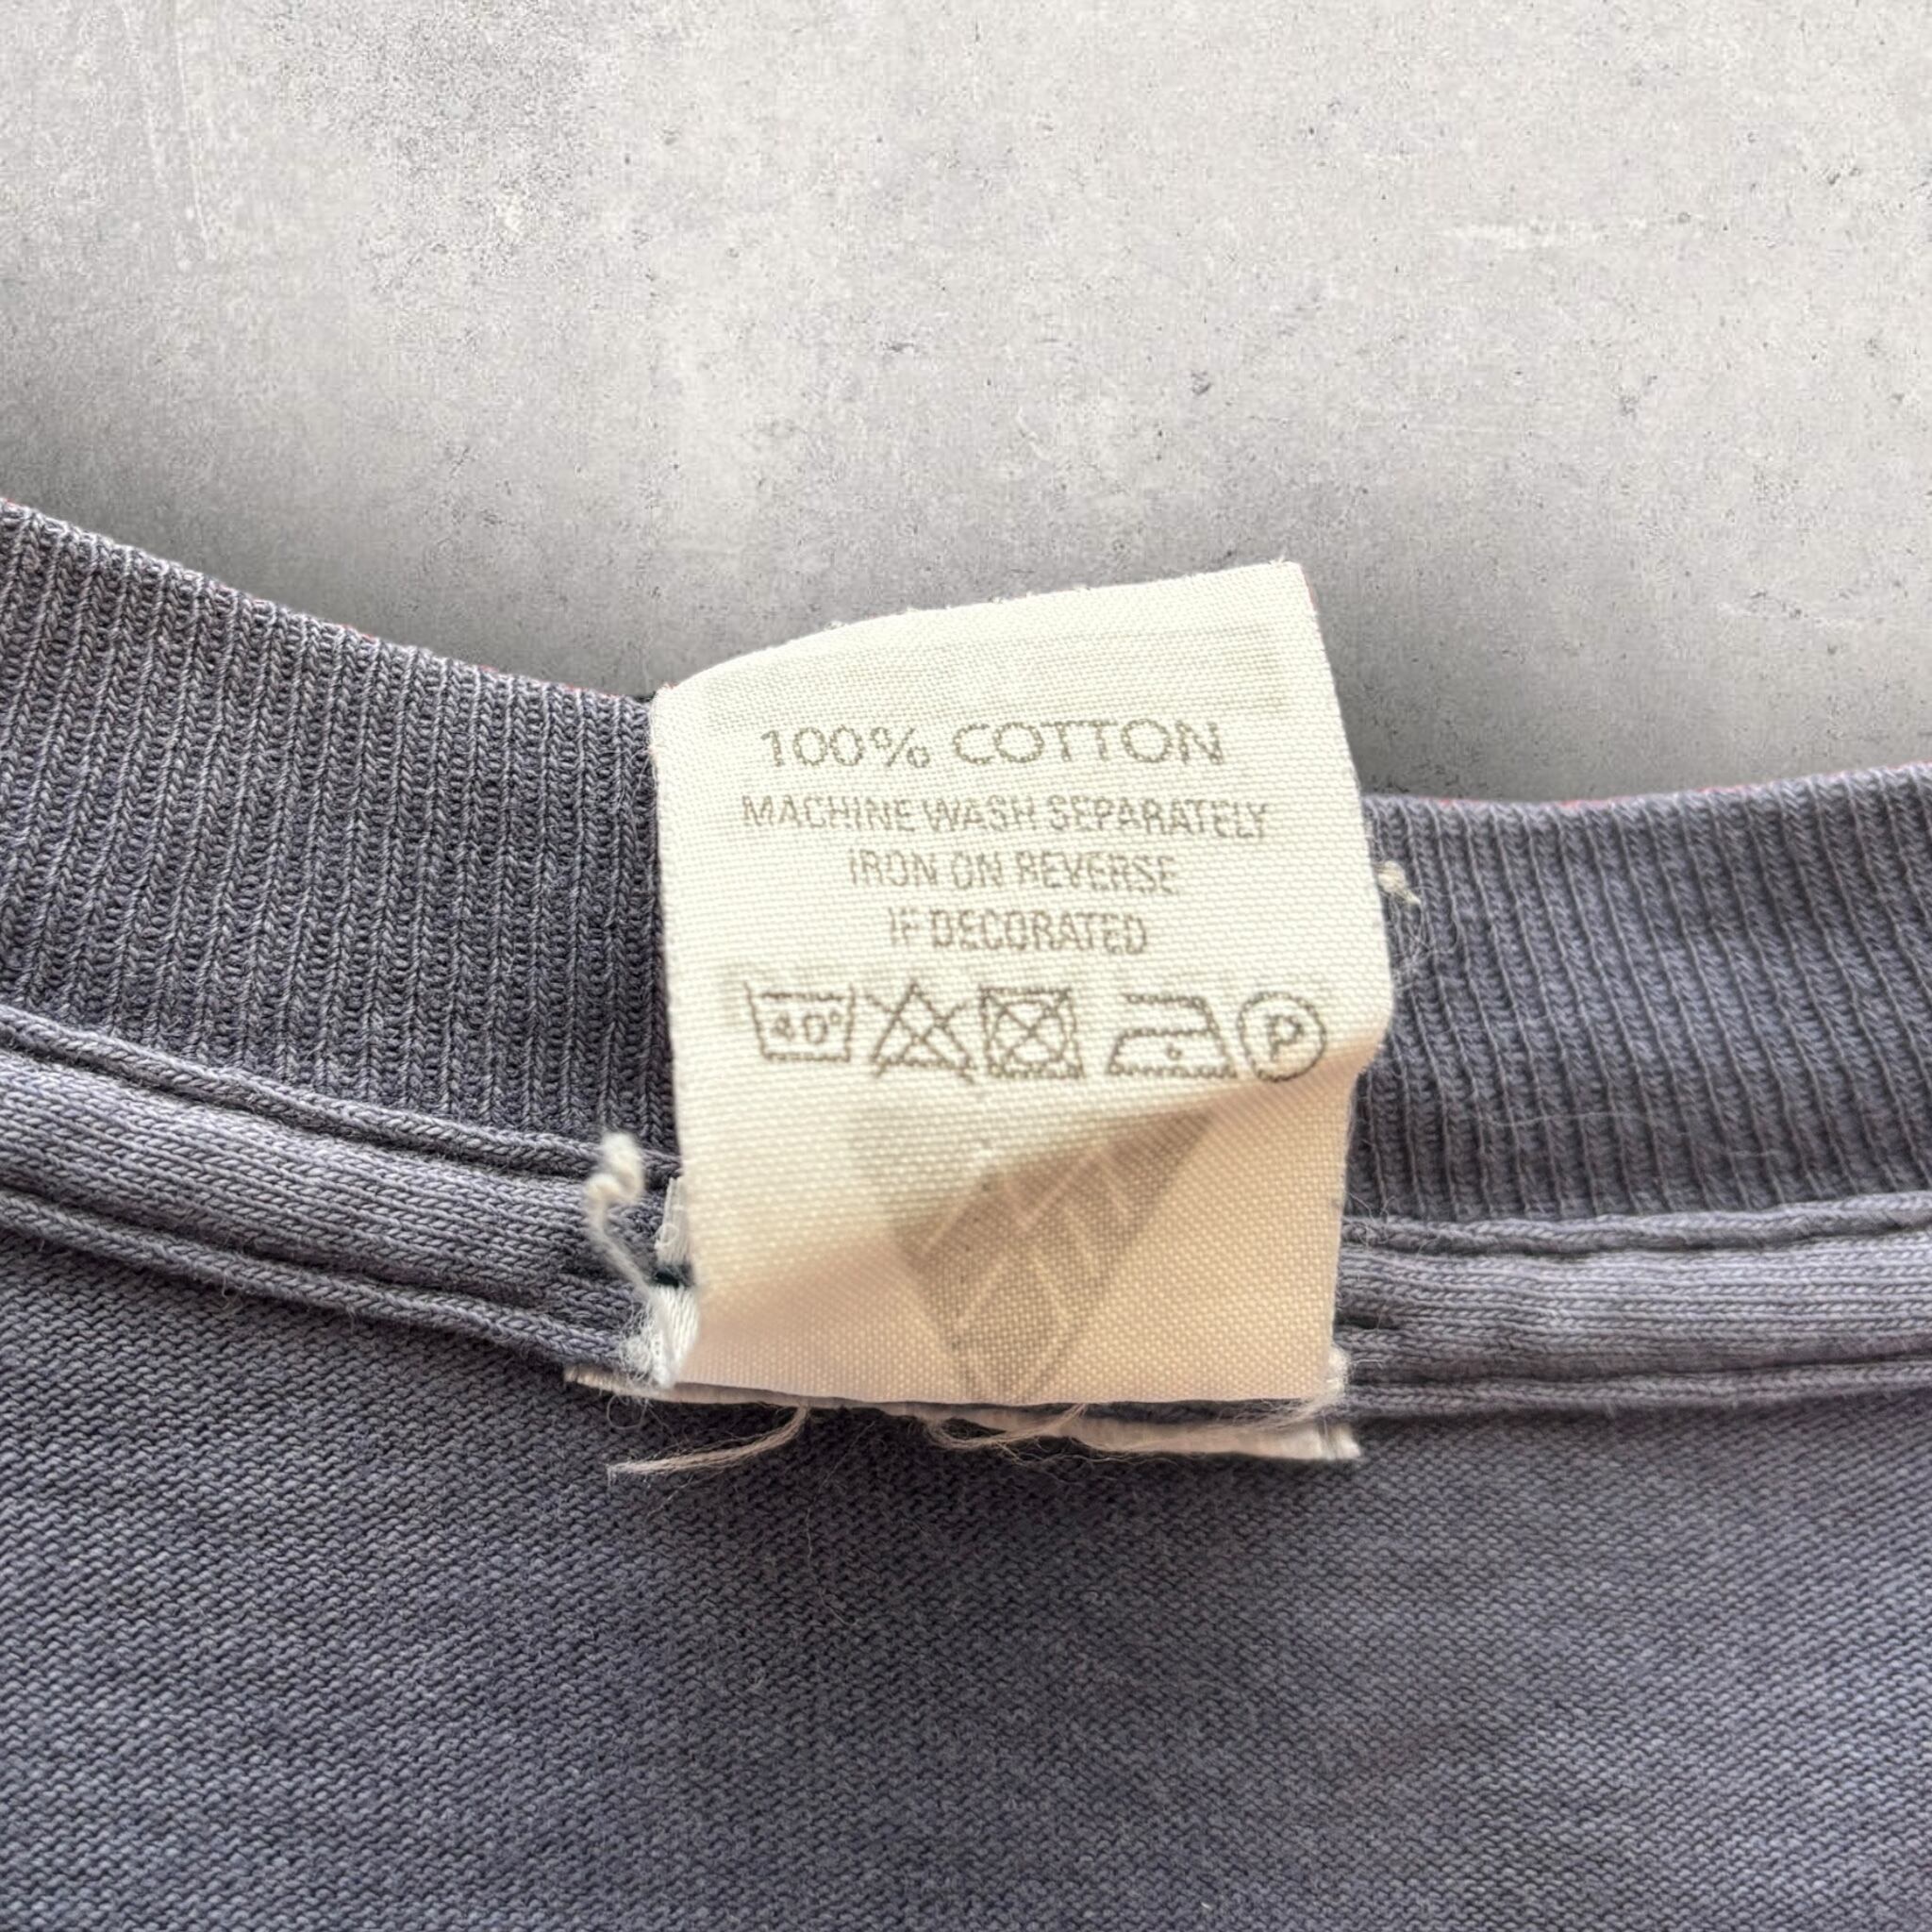 100% COTTON
MACHINE WASH SEPARATELY
IRON ON REVERSE
IF DECORATED
40°
P